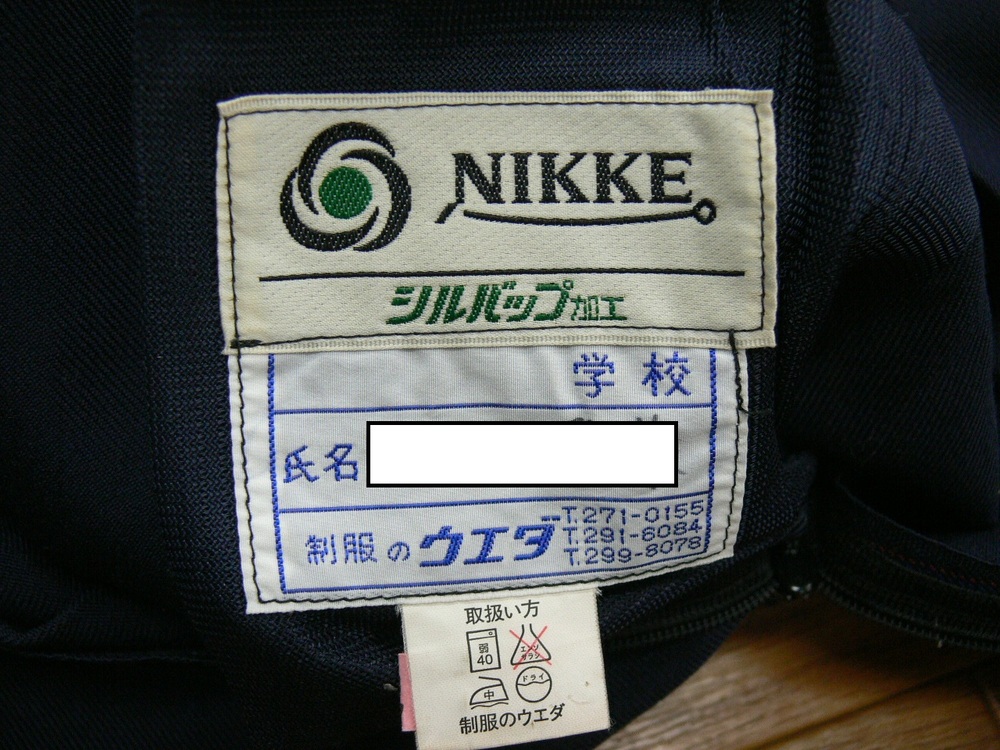 NIKKE
シルバップ加工
学校
氏名
制服のウエダ
T.271-0155
T.291-6084
T.299-8078
取扱い方
弱
40
エンソ
サラシ
中
ドライ
制服のウエダ